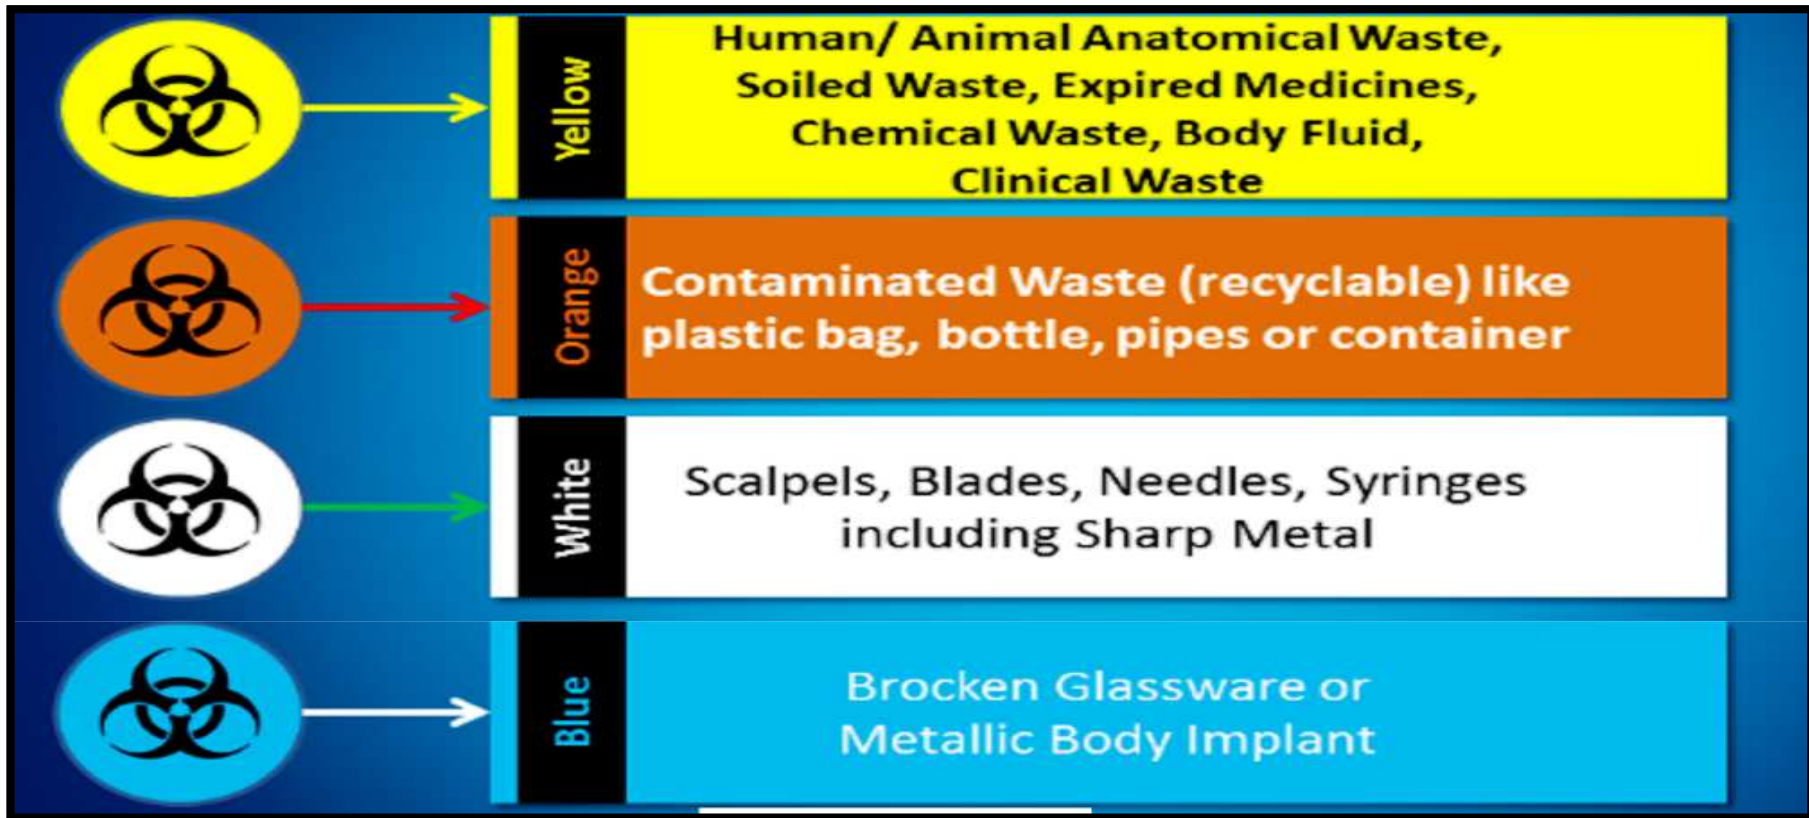 Yellow
Human/ Animal Anatomical Waste,
Soiled Waste, Expired Medicines,
Chemical Waste, Body Fluid,
Clinical Waste
Orange
Contaminated Waste (recyclable) like
plastic bag, bottle, pipes or container
White
Scalpels, Blades, Needles, Syringes
including Sharp Metal
Blue
Brocken Glassware or
Metallic Body Implant